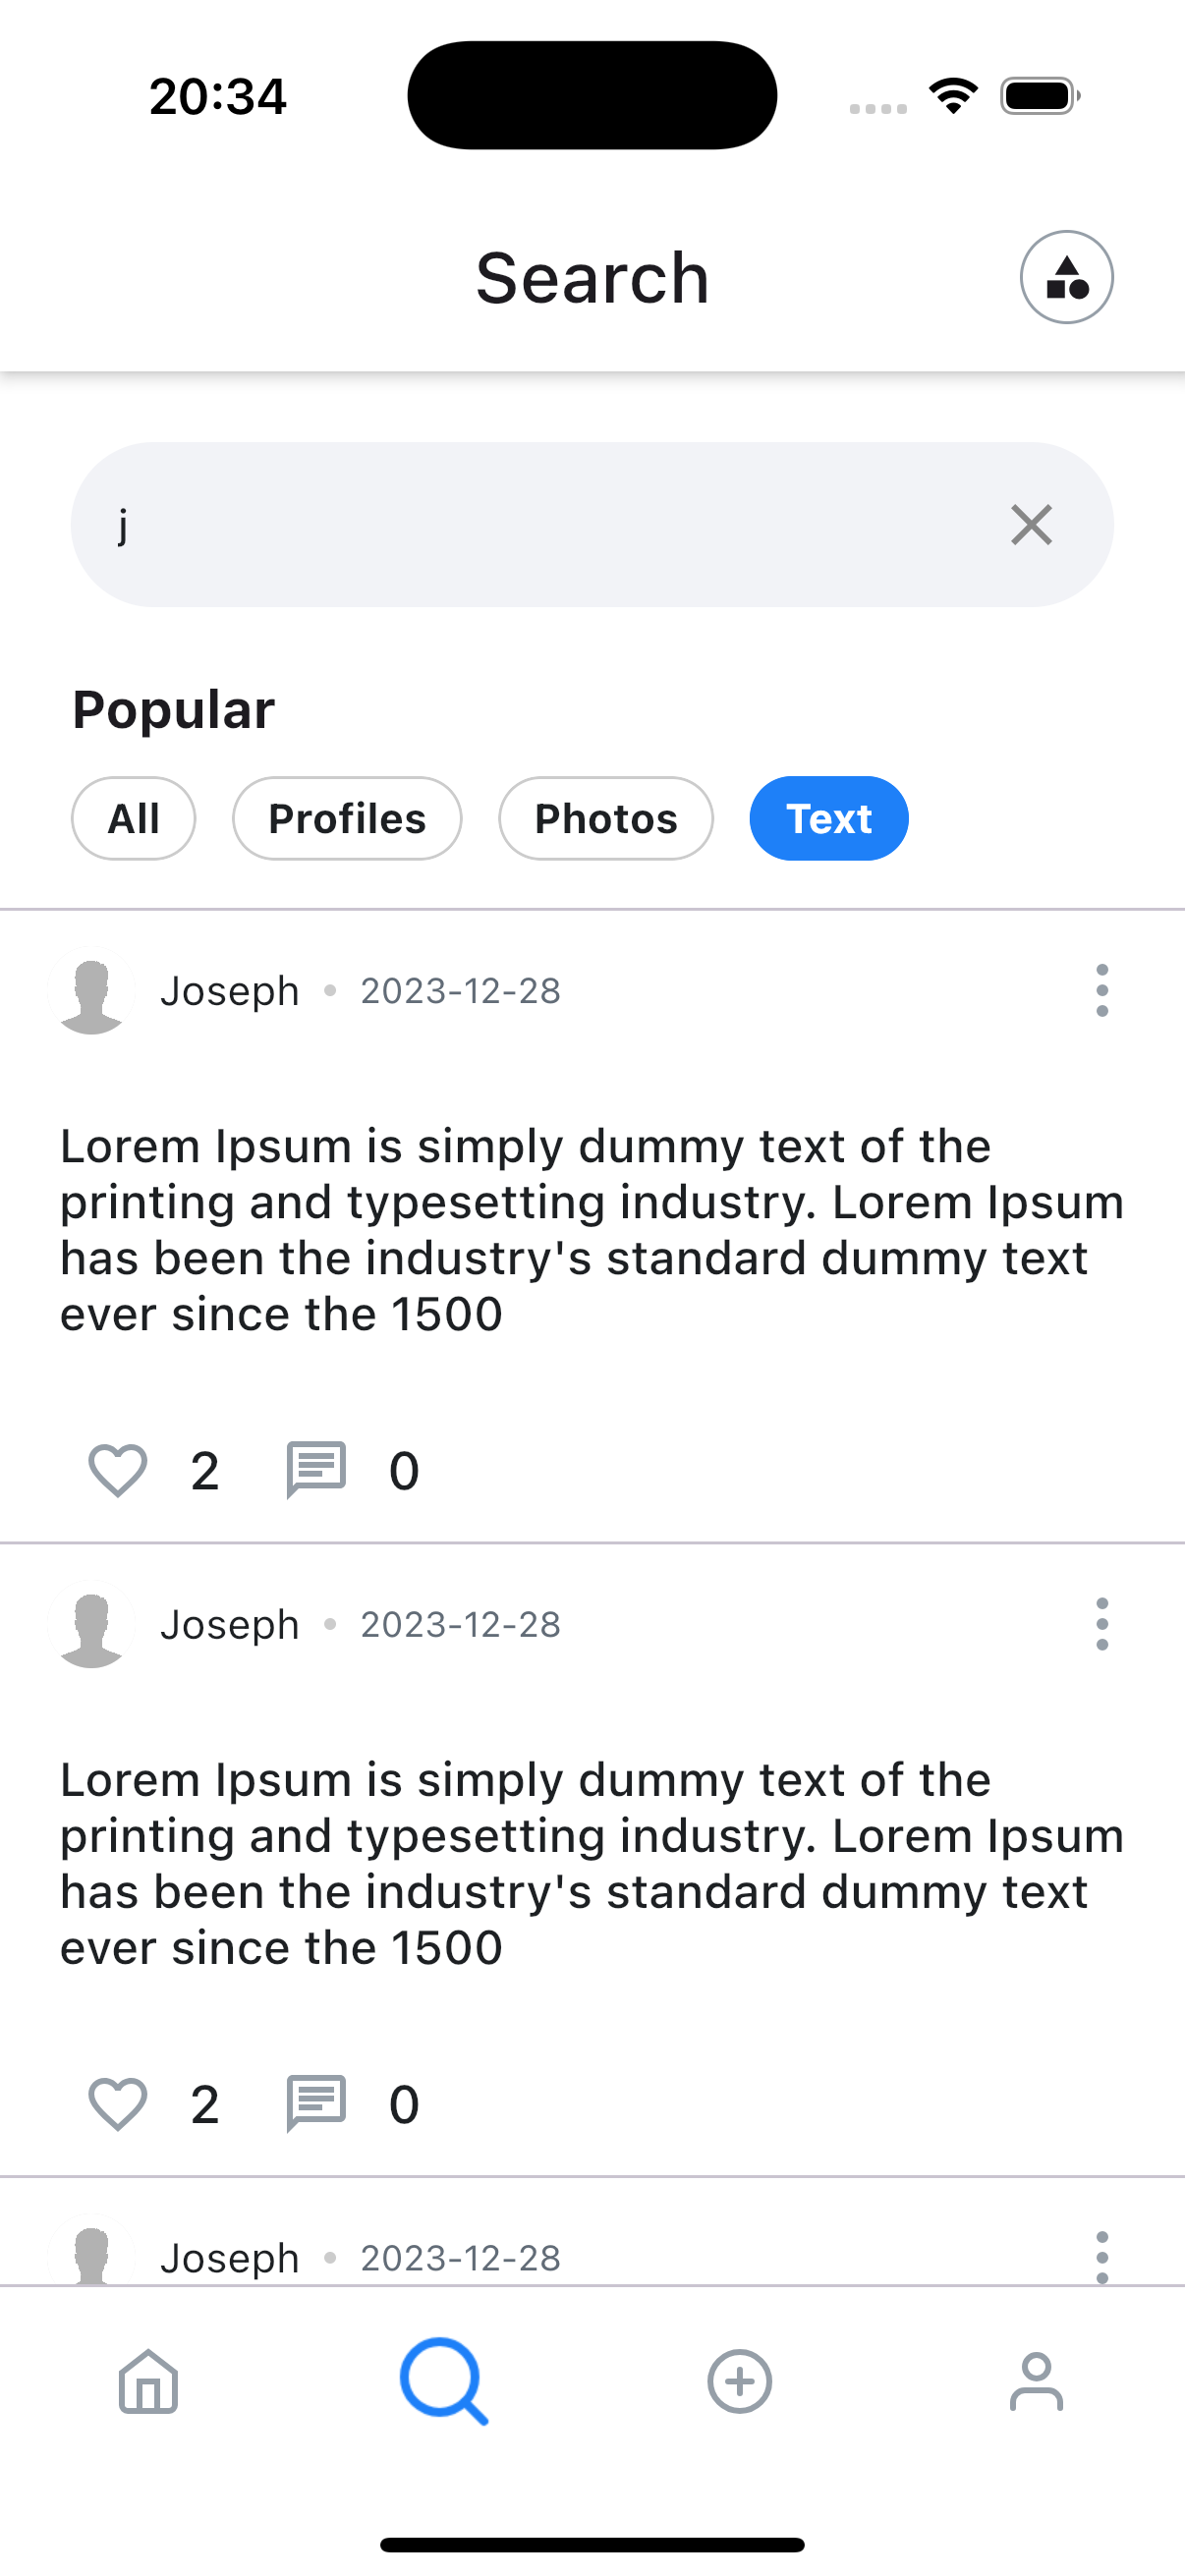 20:34
Search
j
Popular
All Profiles Photos Text
Joseph • 2023-12-28
Lorem Ipsum is simply dummy text of the
printing and typesetting industry. Lorem Ipsum
has been the industry's standard dummy text
ever since the 1500
2 0
Joseph • 2023-12-28
Lorem Ipsum is simply dummy text of the
printing and typesetting industry. Lorem Ipsum
has been the industry's standard dummy text
ever since the 1500
2 0
Joseph • 2023-12-28